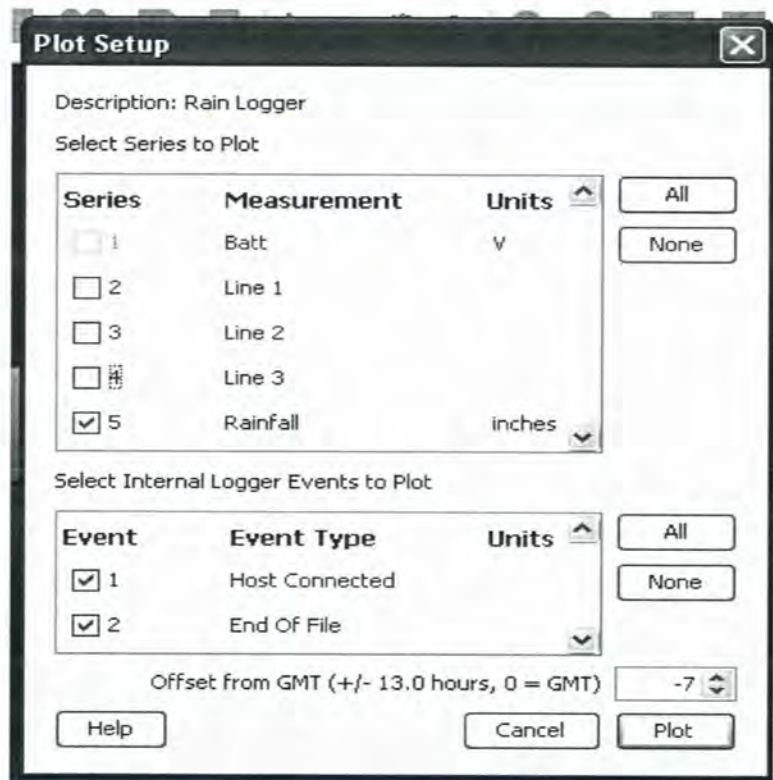 Plot Setup
Description: Rain Logger
Select Series to Plot
Series Measurement Units All
1 Batt V None
2 Line 1
3 Line 2
4 Line 3
5 Rainfall inches
Select Internal Logger Events to Plot
Event Event Type Units All
1 Host Connected None
2 End Of File
Offset from GMT (+/- 13.0 hours, 0 = GMT) -7
Help Cancel Plot